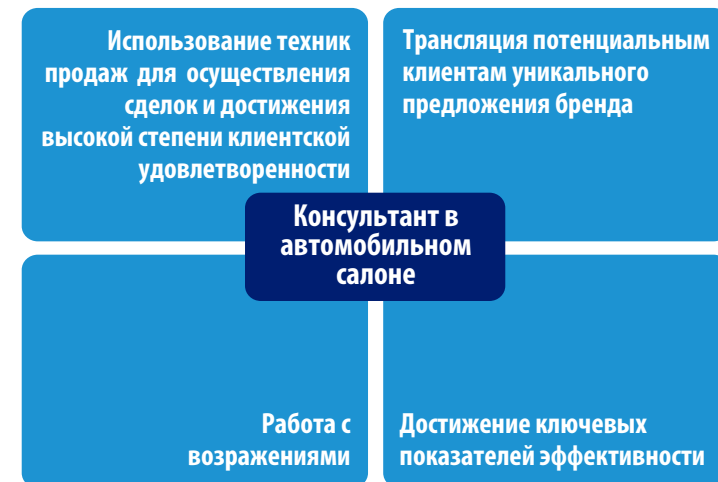 Использование техник
продаж для осуществления
сделок и достижения
высокой степени клиентской
удовлетворенности
Трансляция потенциальным
клиентам уникального
предложения бренда
Консультант в
автомобильном
салоне
Работа с
возражениями
Достижение ключевых
показателей эффективности